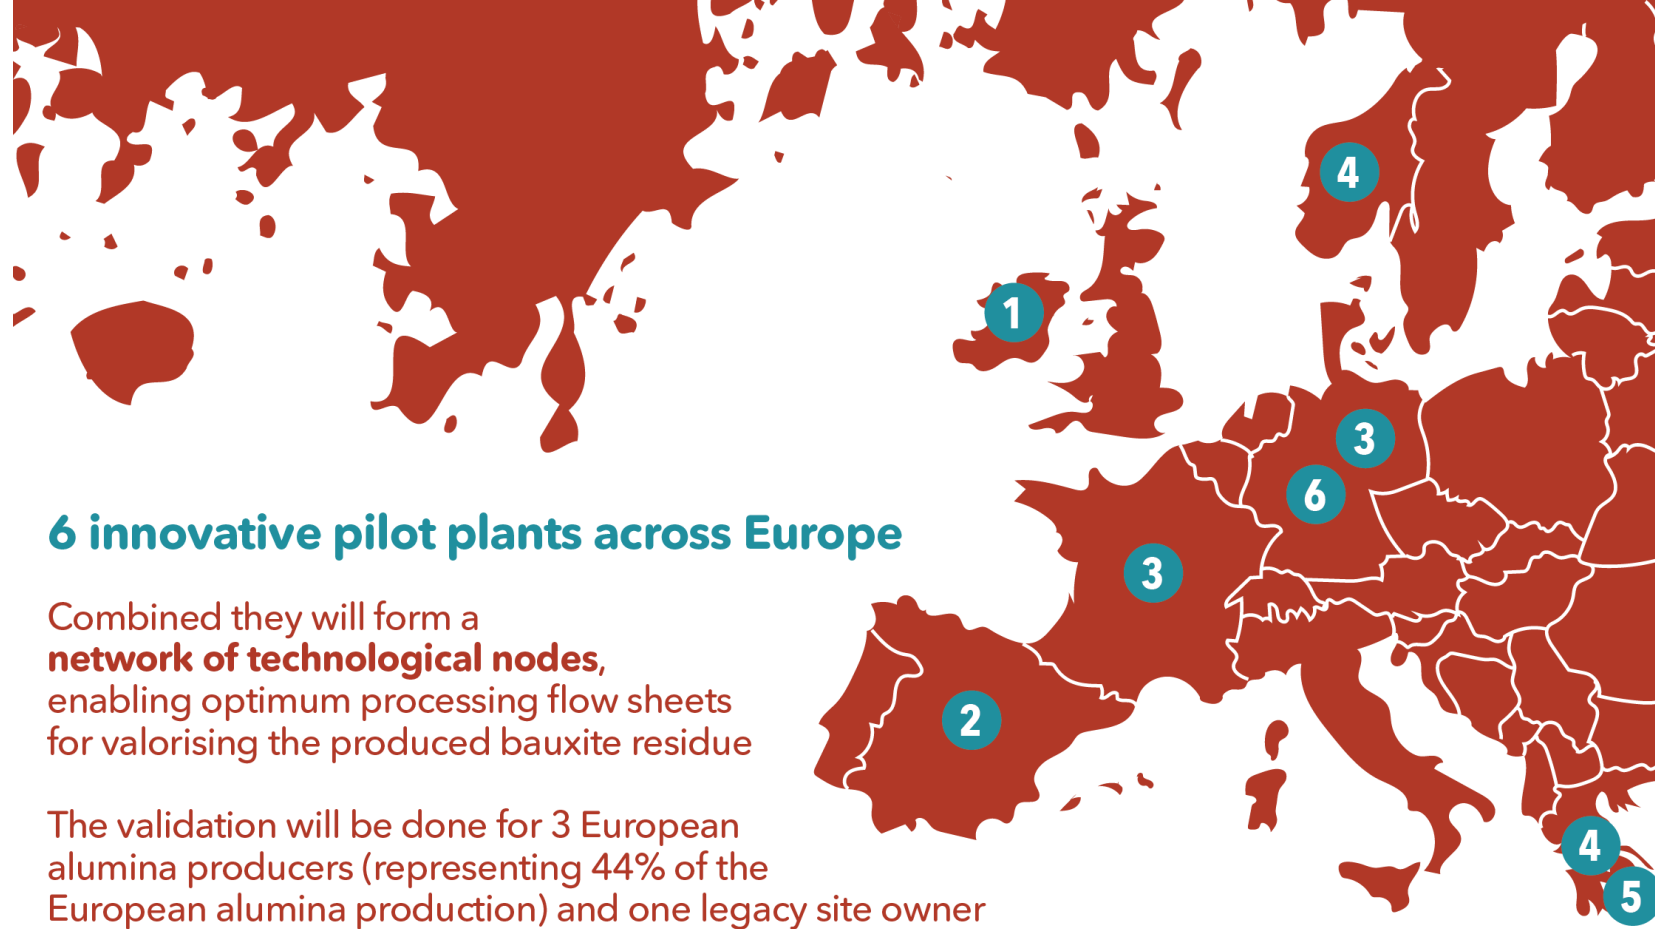 4
1
3
6
3
2
4
5
6 innovative pilot plants across Europe
Combined they will form a
network of technological nodes,
enabling optimum processing flow sheets
for valorising the produced bauxite residue
The validation will be done for 3 European
alumina producers (representing 44% of the
European alumina production) and one legacy site owner